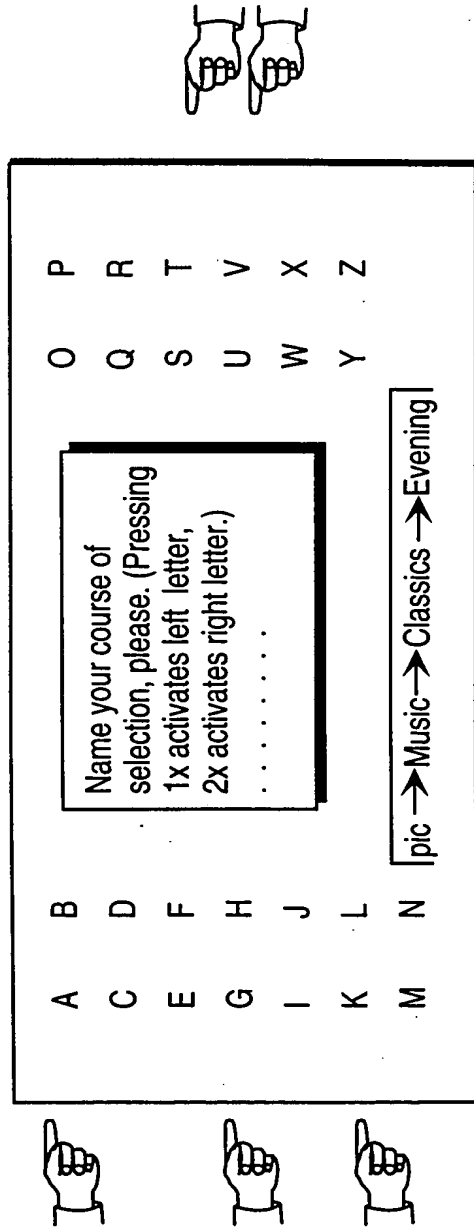 A B
C D
E F
G H
I J
K L
M N
Name your course of
selection, please. (Pressing
1x activates left letter,
2x activates right letter.)
. . . . . . . . .
O P
Q R
S T
U V
W X
Y Z
pic → Music → Classics → Evening